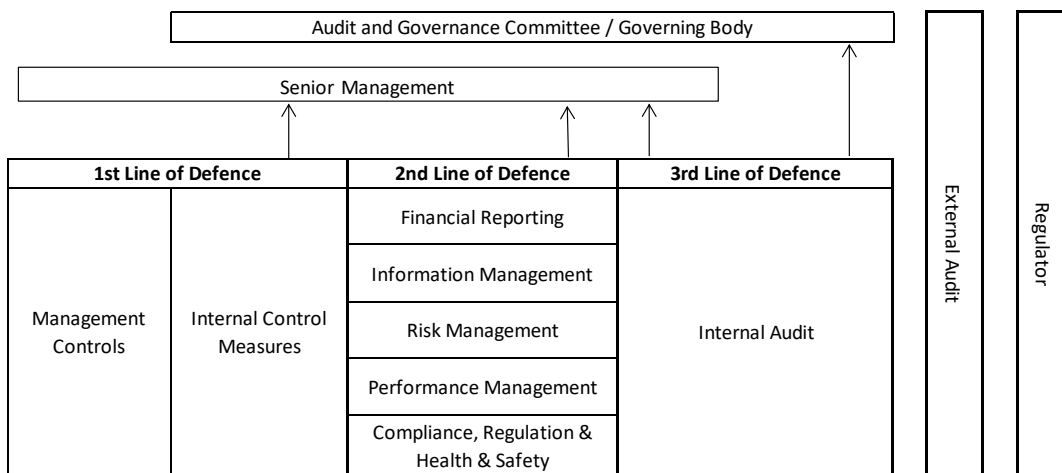 Audit and Governance Committee / Governing Body
Senior Management
1st Line of Defence
2nd Line of Defence
3rd Line of Defence
Management
Controls
Internal Control
Measures
Financial Reporting
Information Management
Risk Management
Performance Management
Compliance, Regulation &
Health & Safety
Internal Audit
External Audit
Regulator